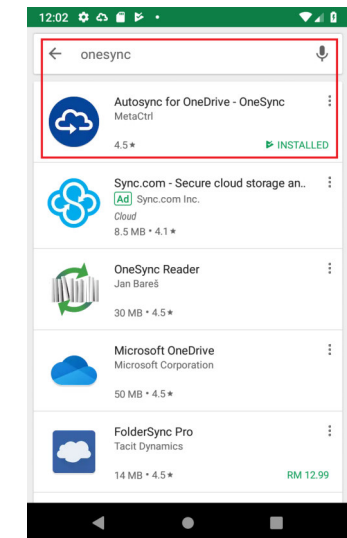 12:02
onesync
Autosync for OneDrive - OneSync
MetaCtrl
4.5★ INSTALLED
Sync.com - Secure cloud storage an..
Ad Sync.com Inc.
Cloud
8.5 MB • 4.1★
OneSync Reader
Jan Bareš
30 MB • 4.5★
Microsoft OneDrive
Microsoft Corporation
50 MB • 4.5★
FolderSync Pro
Tacit Dynamics
14 MB • 4.5★ RM 12.99